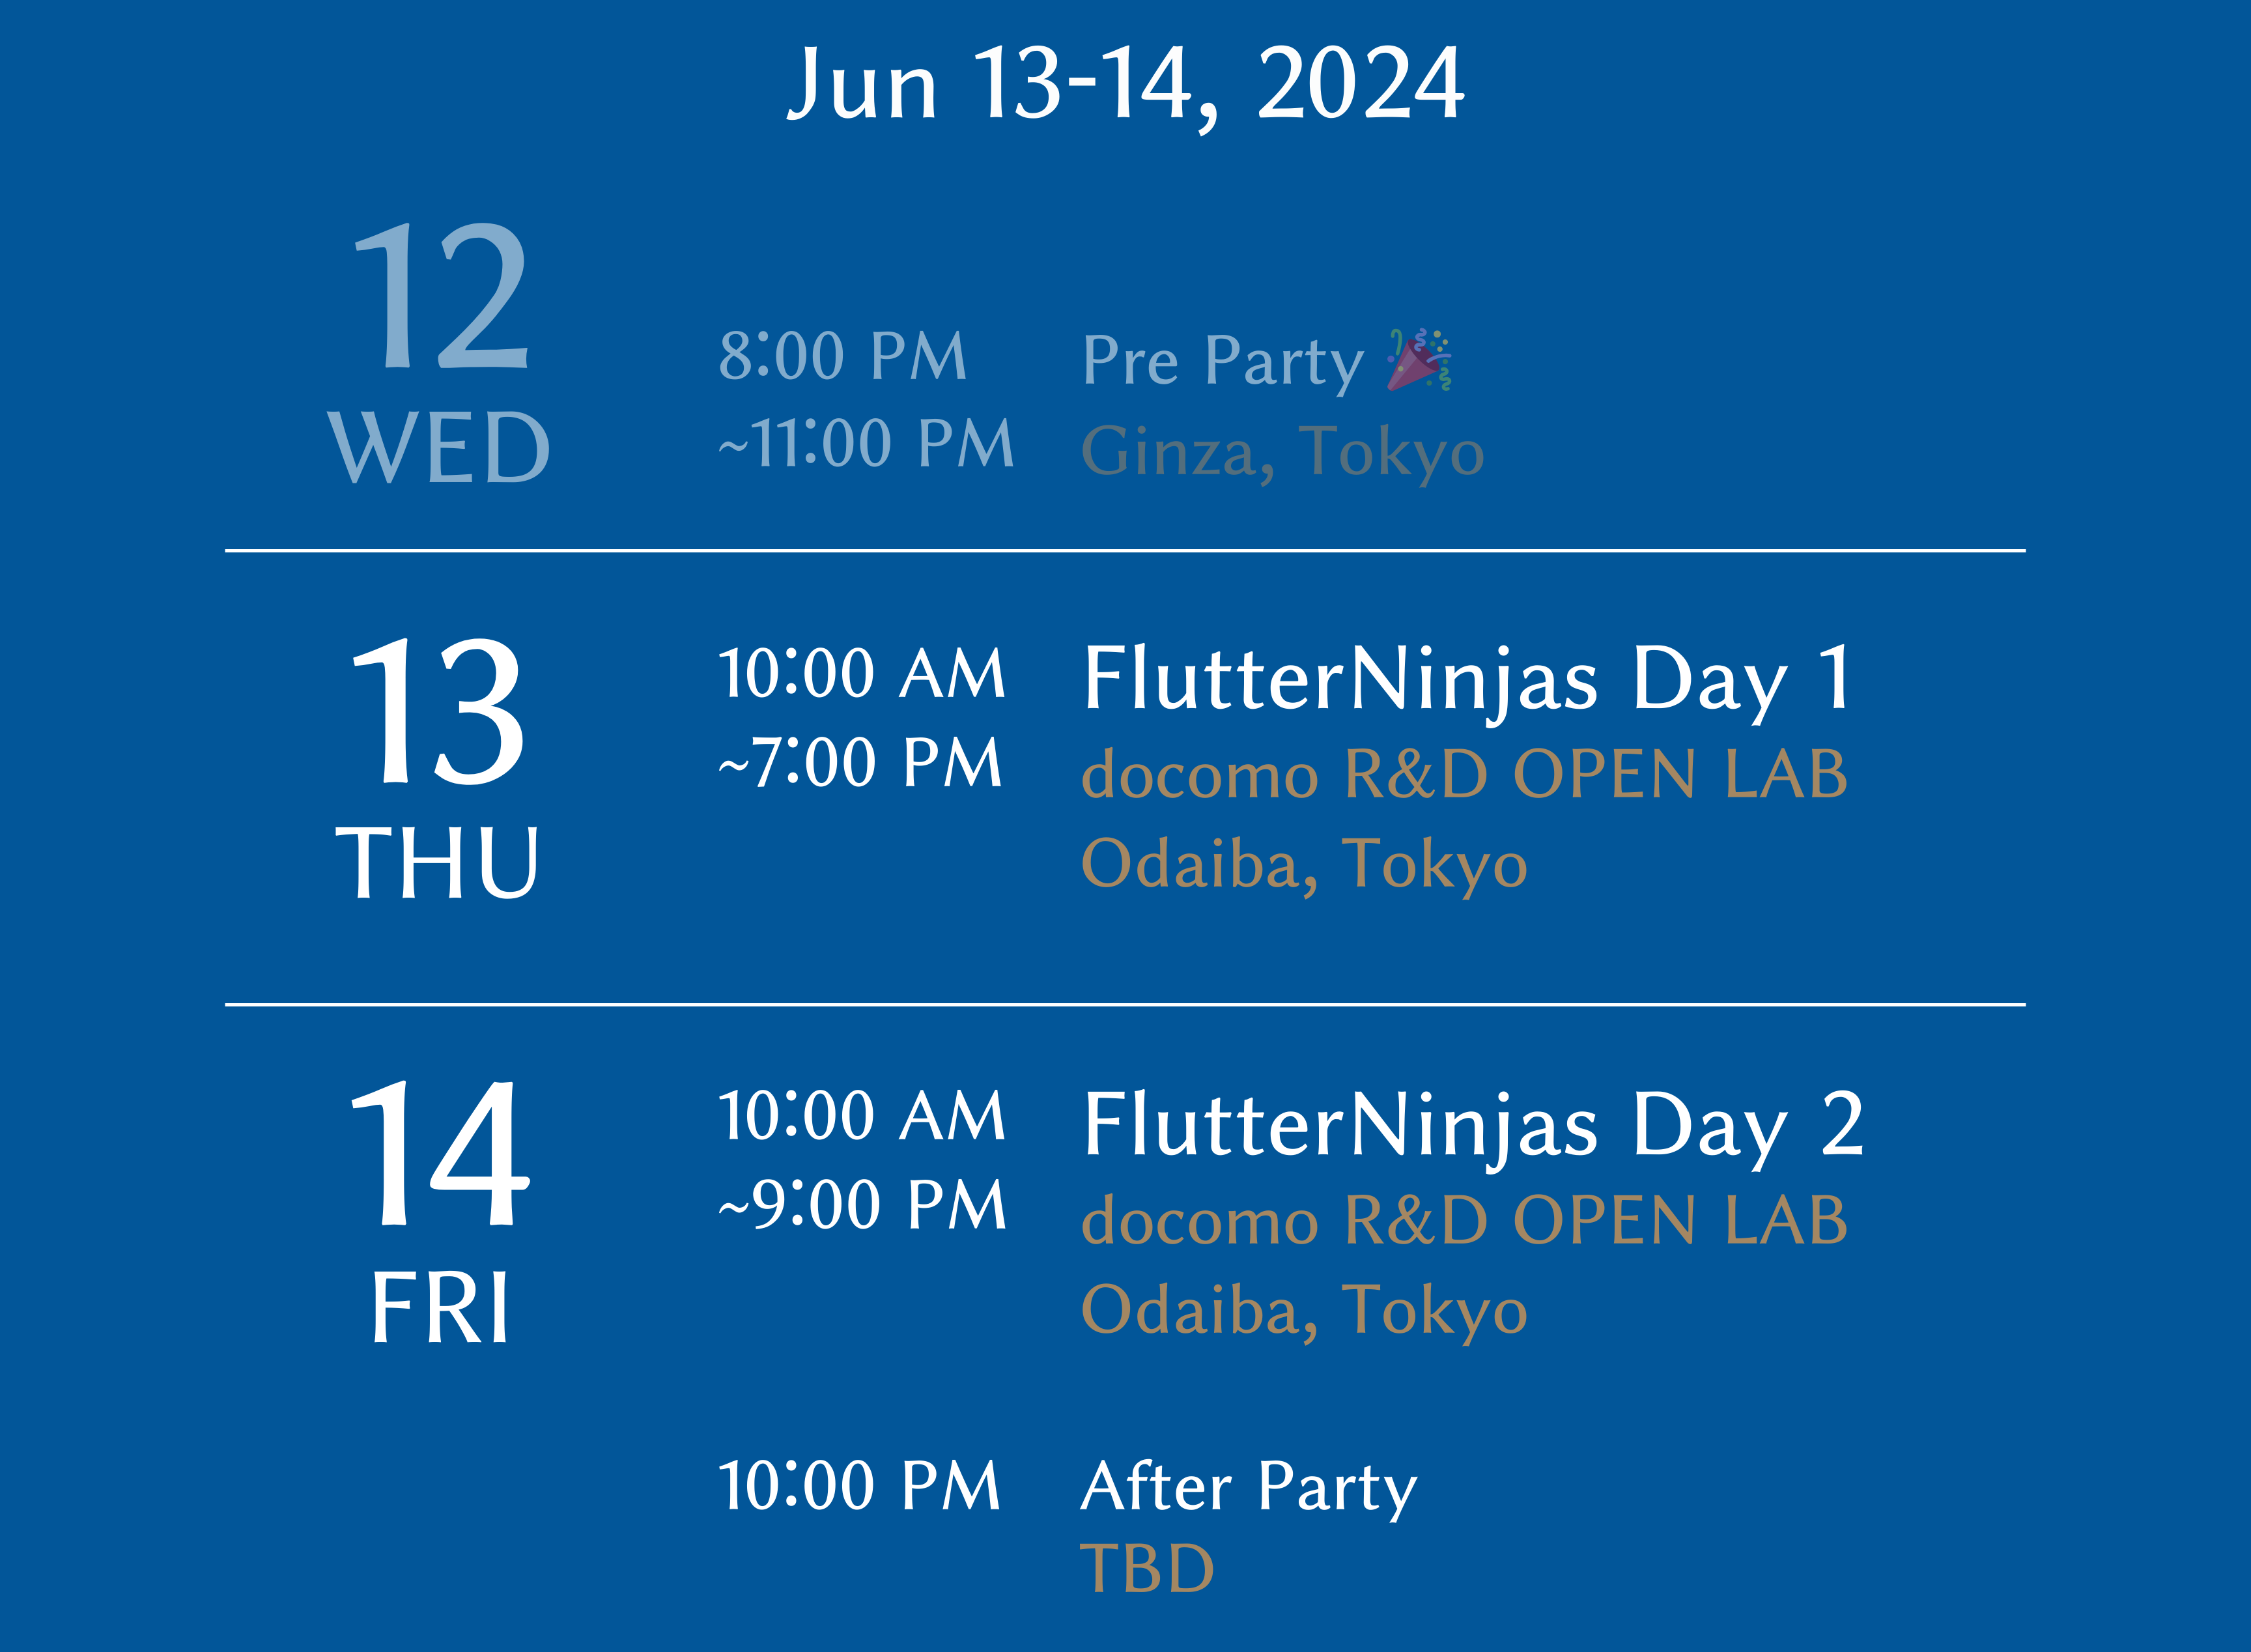 Jun 13-14, 2024
12
WED
8:00 PM
~11:00 PM
Pre Party 🎉
Ginza, Tokyo
13
THU
10:00 AM
~7:00 PM
FlutterNinjas Day 1
docomo R&D OPEN LAB
Odaiba, Tokyo
14
FRI
10:00 AM
~9:00 PM
FlutterNinjas Day 2
docomo R&D OPEN LAB
Odaiba, Tokyo
10:00 PM
After Party
TBD